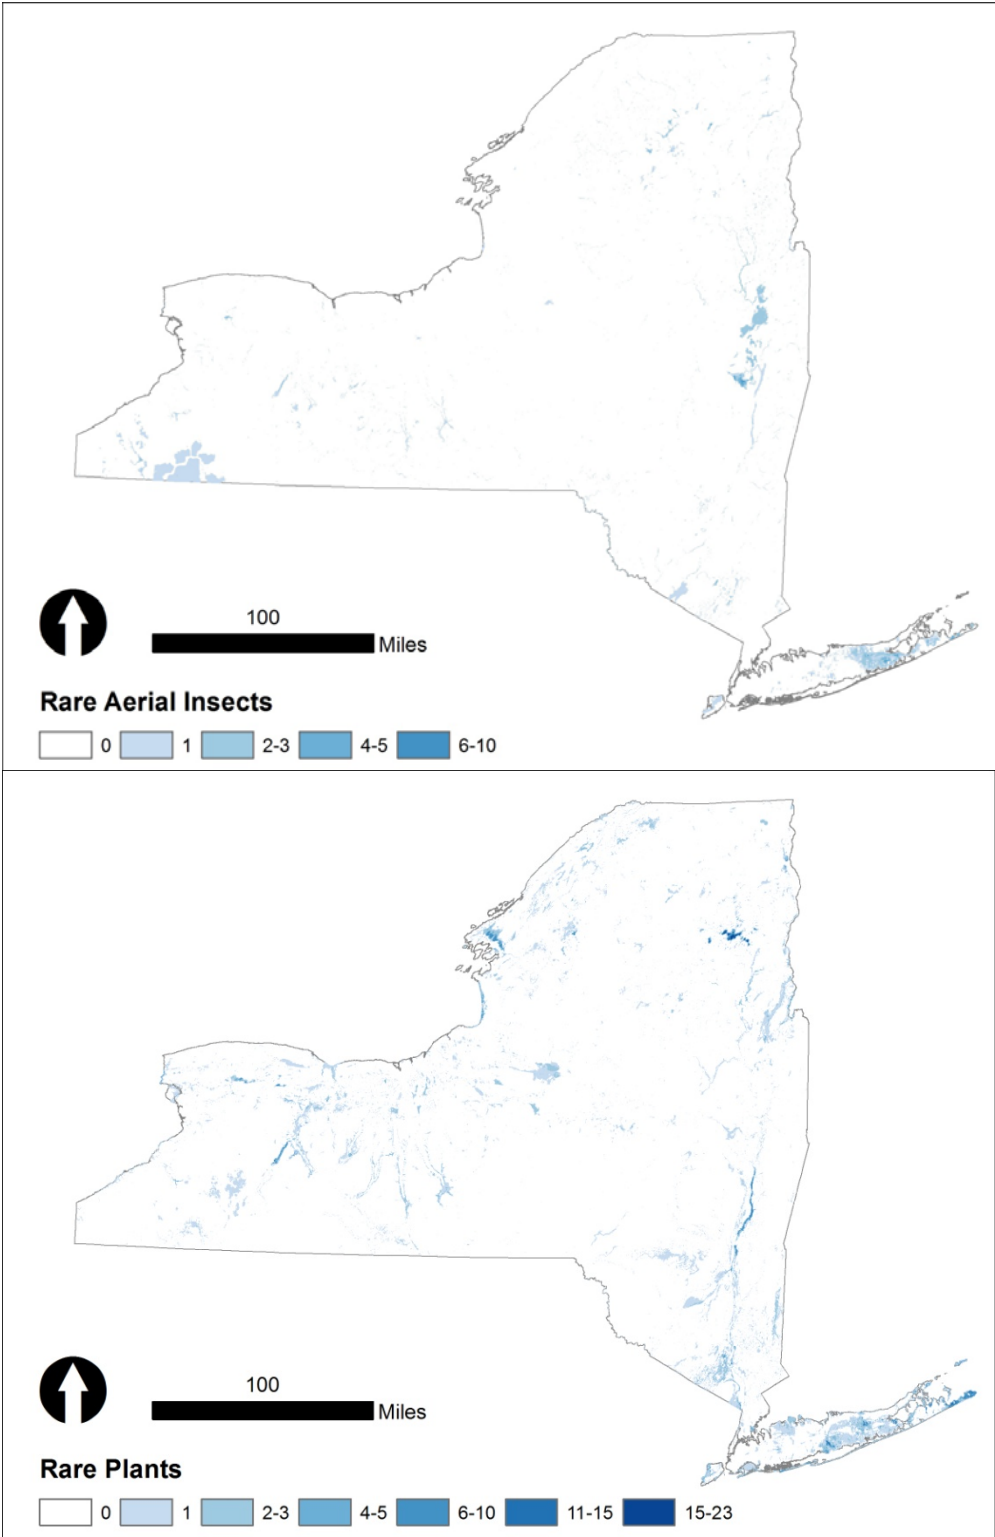 100
Miles
Rare Aerial Insects
0 1 2-3 4-5 6-10
100
Miles
Rare Plants
0 1 2-3 4-5 6-10 11-15 15-23